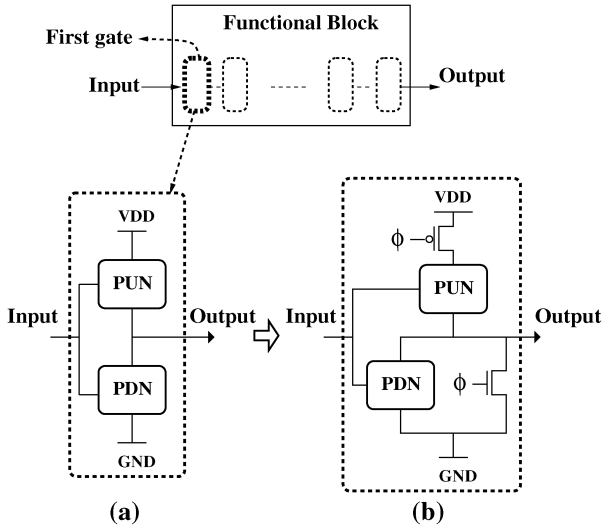 Functional Block
First gate
Input
Output
VDD
PUN
Input
Output
PDN
GND
(a)
VDD
ϕ
PUN
Input
Output
PDN
ϕ
GND
(b)